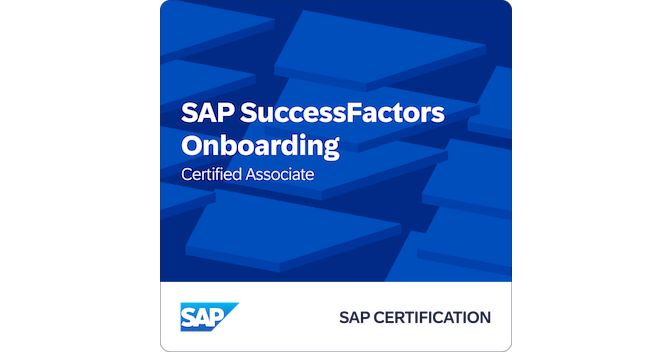 SAP SuccessFactors
Onboarding
Certified Associate
SAP
SAP CERTIFICATION